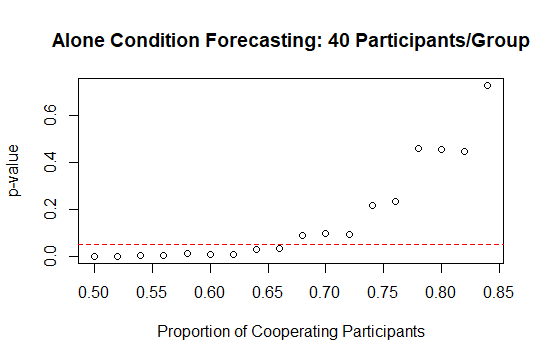 Alone Condition Forecasting: 40 Participants/Group
p-value
0.6
0.4
0.2
0.0
0.50 0.55 0.60 0.65 0.70 0.75 0.80 0.85
Proportion of Cooperating Participants